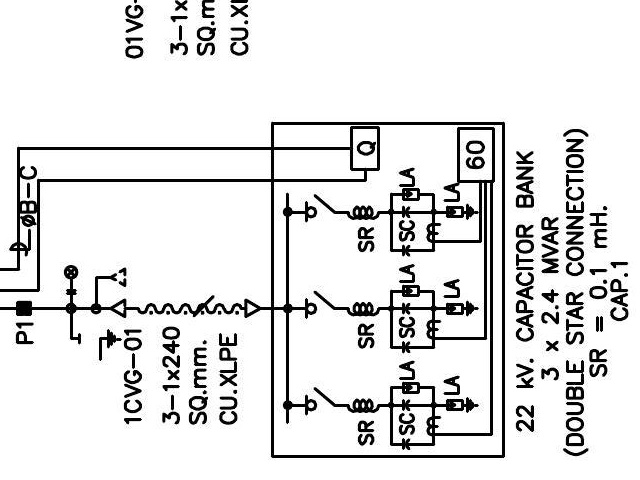 01VG-
3-1x
SQ.m
CU.XL
D_ØB-C
P1
1CVG-01
3-1x240
SQ.mm.
CU.XLPE
Q
60
LA
LA
SC
SR
LA
LA
SC
SR
LA
LA
SC
SR
22 kV. CAPACITOR BANK
3 x 2.4 MVAR
(DOUBLE STAR CONNECTION)
SR = 0.1 mH.
CAP.1